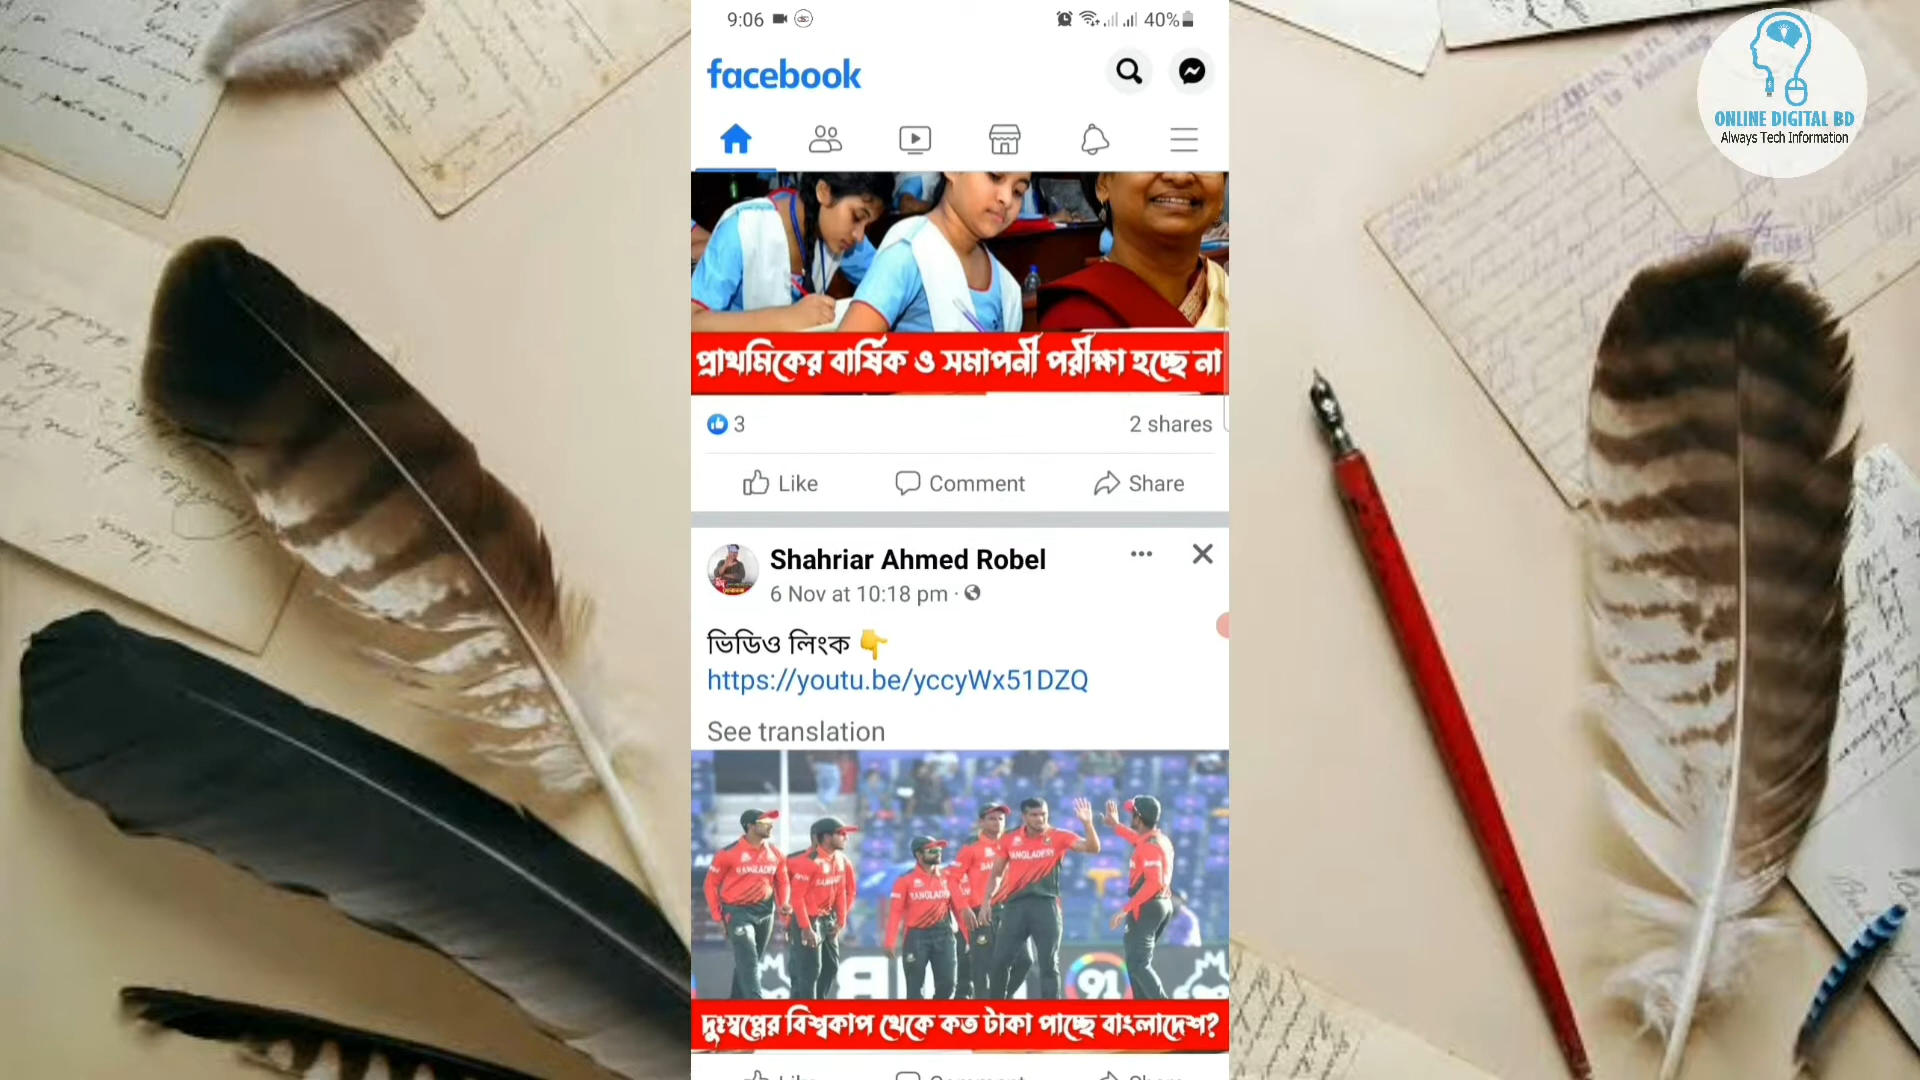 9:06
40%
facebook
প্রাথমিকের বার্ষিক ও সমাপনী পরীক্ষা হচ্ছে না
3
2 shares
Like
Comment
Share
Shahriar Ahmed Robel
6 Nov at 10:18 pm
ভিডিও লিংক 👇
https://youtu.be/yccyWx51DZQ
See translation
BANGLADESH
দুঃস্বপ্নের বিশ্বকাপ থেকে কত টাকা পাচ্ছে বাংলাদেশ?
ONLINE DIGITAL BD
Always Tech Information